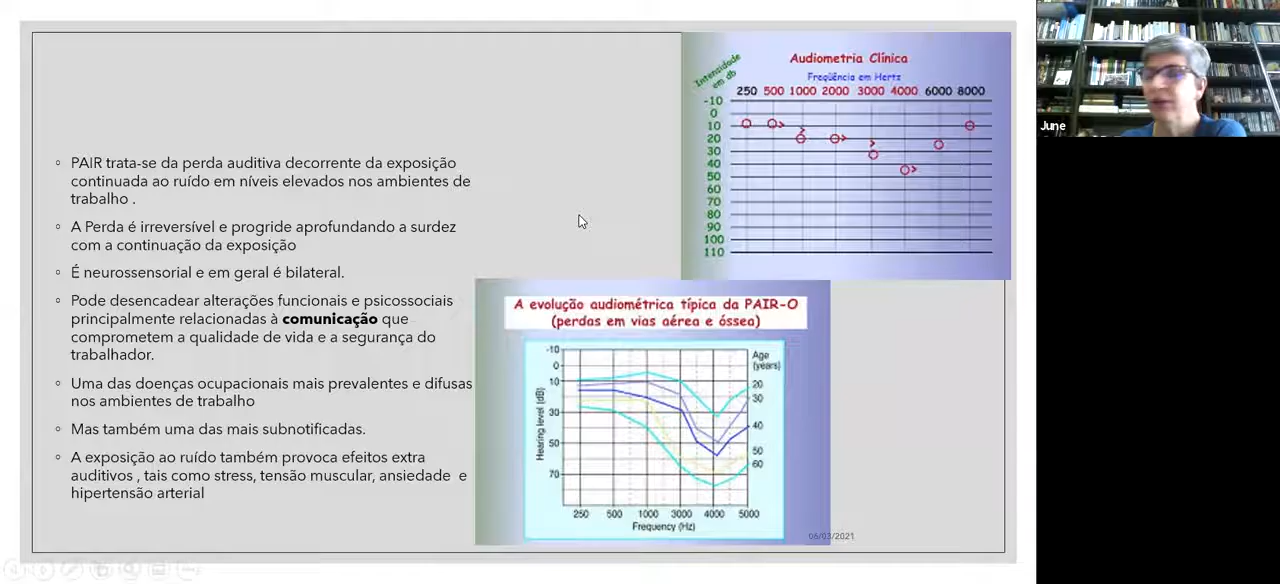 ◦ PAIR trata-se da perda auditiva decorrente da exposição
continuada ao ruído em níveis elevados nos ambientes de
trabalho .
◦ A Perda é irreversível e progride aprofundando a surdez
com a continuação da exposição
◦ É neurossensorial e em geral é bilateral.
◦ Pode desencadear alterações funcionais e psicossociais
principalmente relacionadas à comunicação que
comprometem a qualidade de vida e a segurança do
trabalhador.
◦ Uma das doenças ocupacionais mais prevalentes e difusas
nos ambientes de trabalho
◦ Mas também uma das mais subnotificadas.
◦ A exposição ao ruído também provoca efeitos extra
auditivos , tais como stress, tensão muscular, ansiedade e
hipertensão arterial
Audiometria Clínica
Intensidade
em db
Freqüência em Hertz
250 500 1000 2000 3000 4000 6000 8000
-10
0
10
20
30
40
50
60
70
80
90
100
110
A evolução audiométrica típica da PAIR-O
(perdas em vias aérea e óssea)
Hearing level (dB)
-10
0
10
30
50
70
Age
(years)
20
30
40
50
60
250 500 1000 3000 4000 5000
Frequency (Hz)
06/03/2021
June